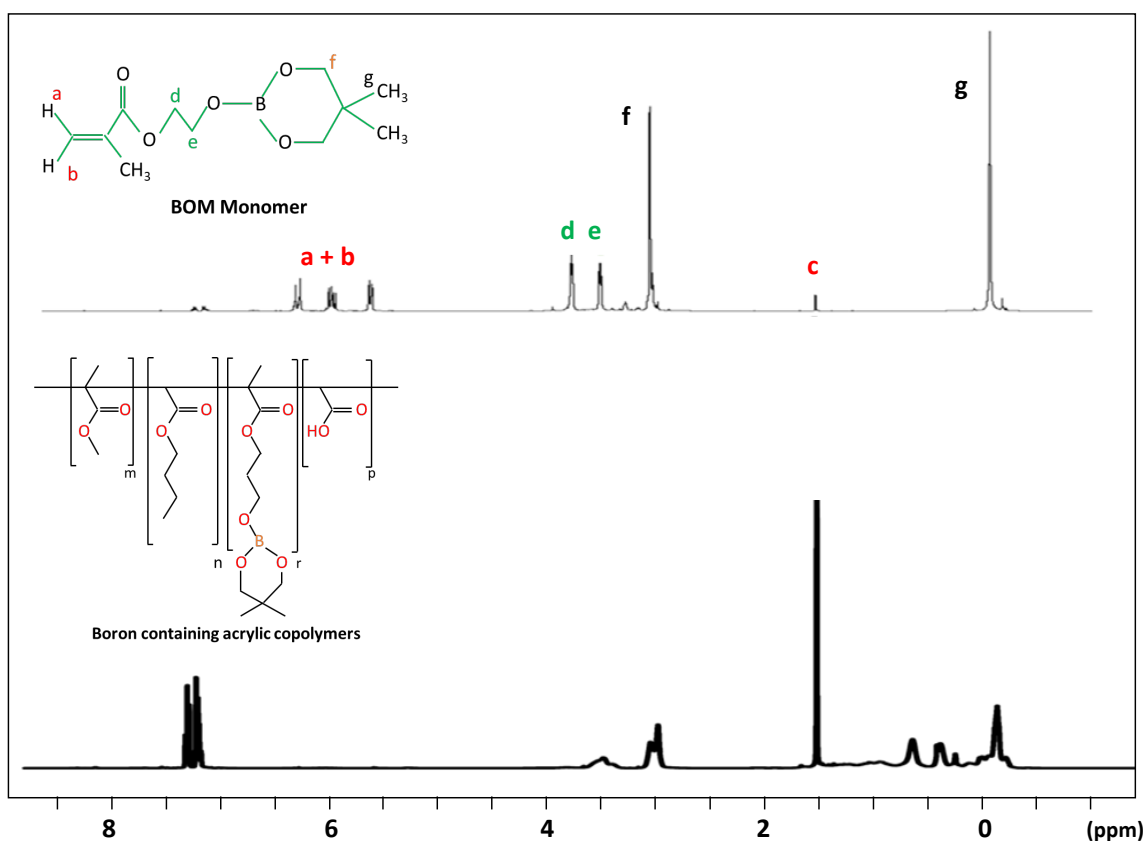 O
a
H
H
b
O
CH3
d
e
O
B
O
O
f
g
CH3
CH3
BOM Monomer
a + b
d
e
f
c
g
O
O
m
O
O
n
O
O
O
B
O
O
r
O
HO
p
Boron containing acrylic copolymers
8 6 4 2 0 (ppm)